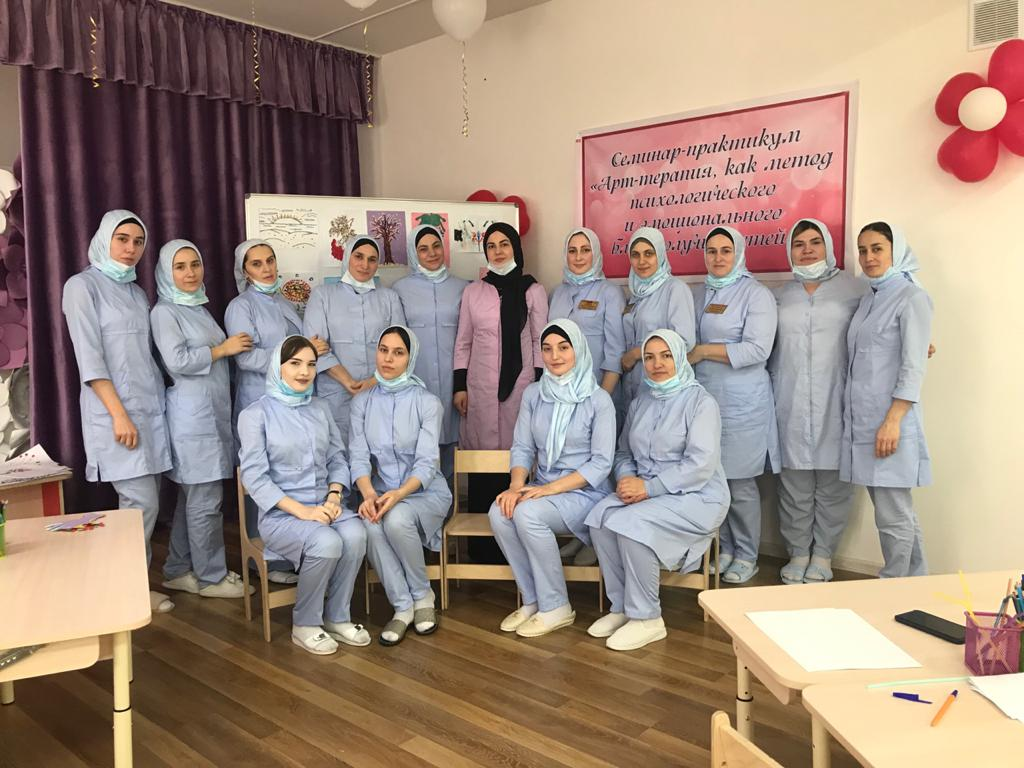 Семинар-практикум
«Арт-терапия, как метод
психологического
и эмоционального